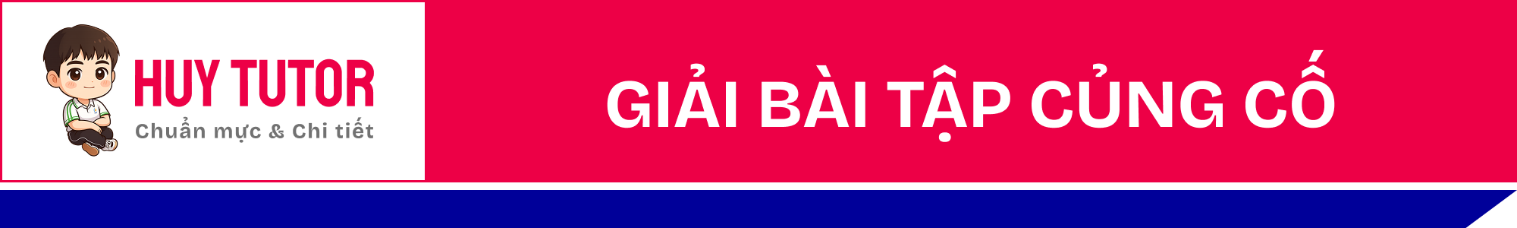 HUY TUTOR
Chuẩn mực & Chi tiết
GIẢI BÀI TẬP CỦNG CỐ